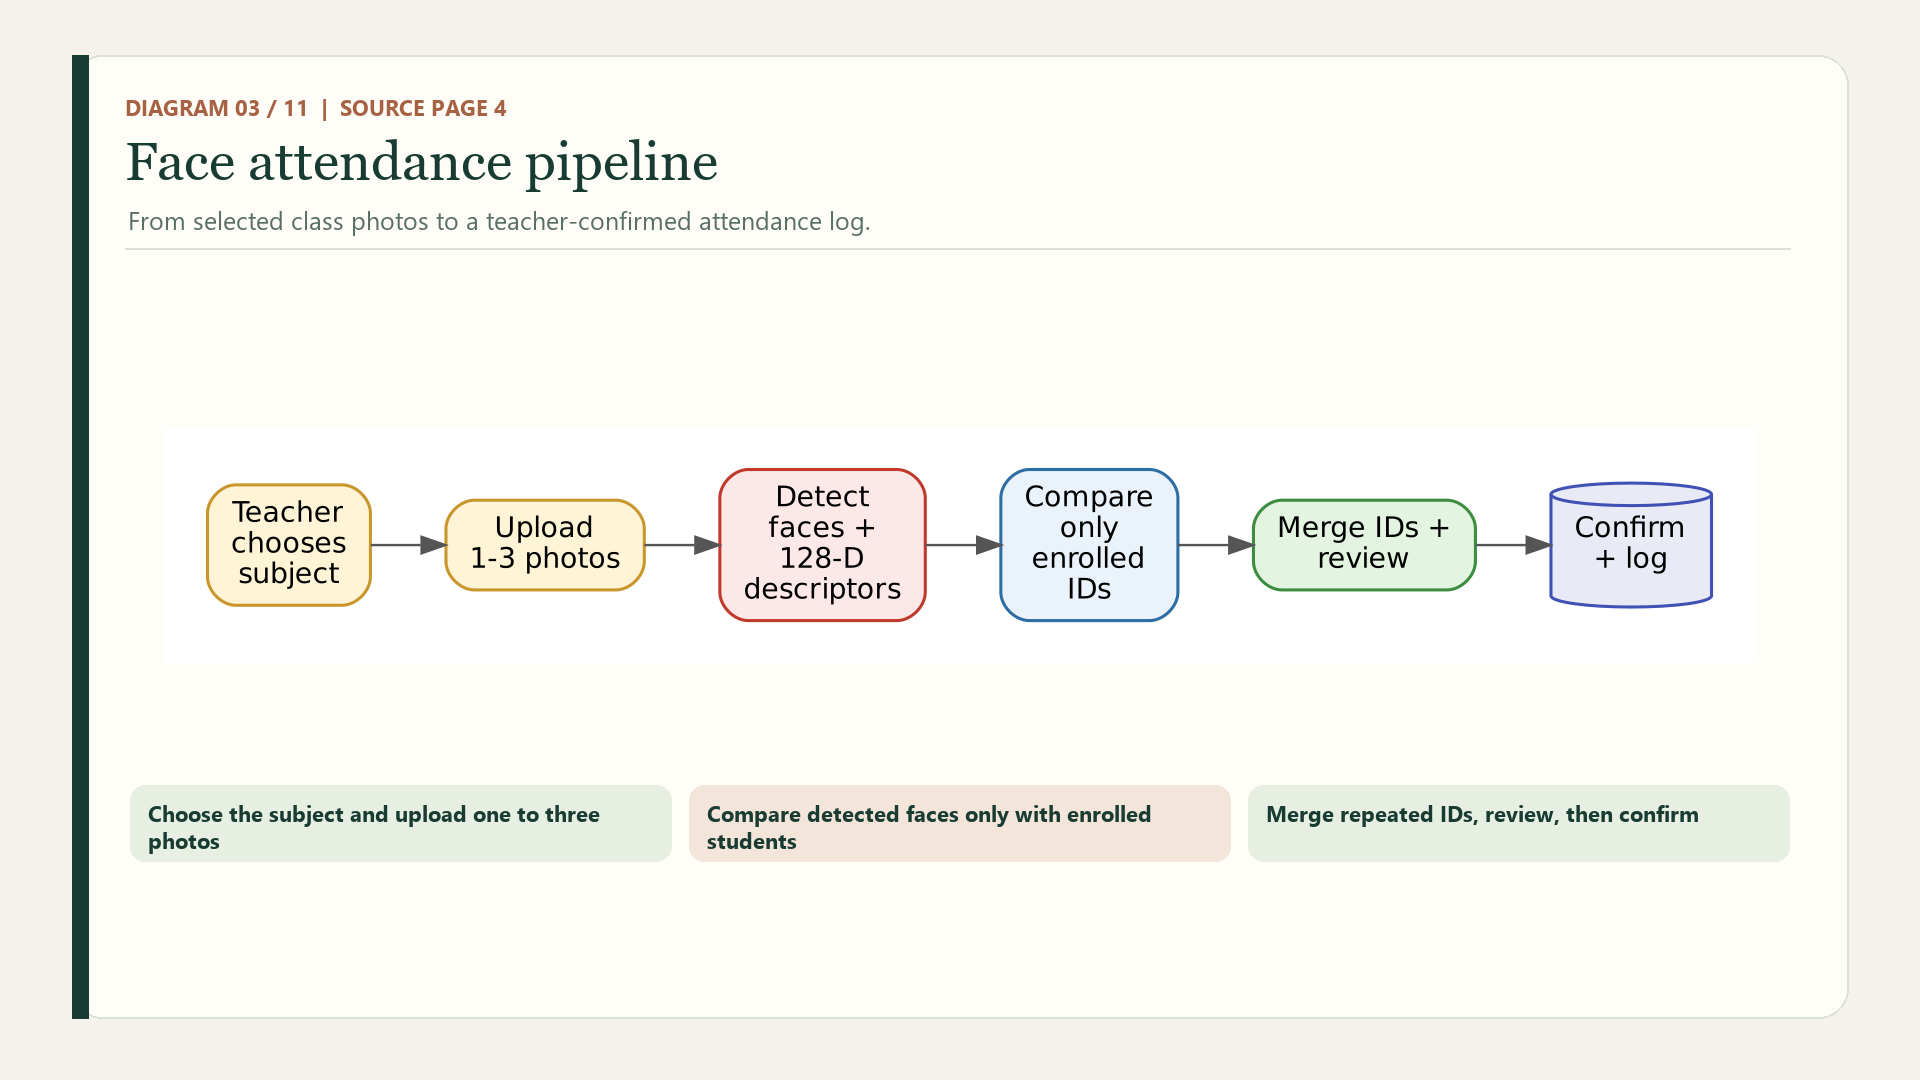 DIAGRAM 03 / 11 | SOURCE PAGE 4
Face attendance pipeline
From selected class photos to a teacher-confirmed attendance log.
Teacher
chooses
subject
Upload
1-3 photos
Detect
faces +
128-D
descriptors
Compare
only
enrolled
IDs
Merge IDs +
review
Confirm
+ log
Choose the subject and upload one to three
photos
Compare detected faces only with enrolled
students
Merge repeated IDs, review, then confirm